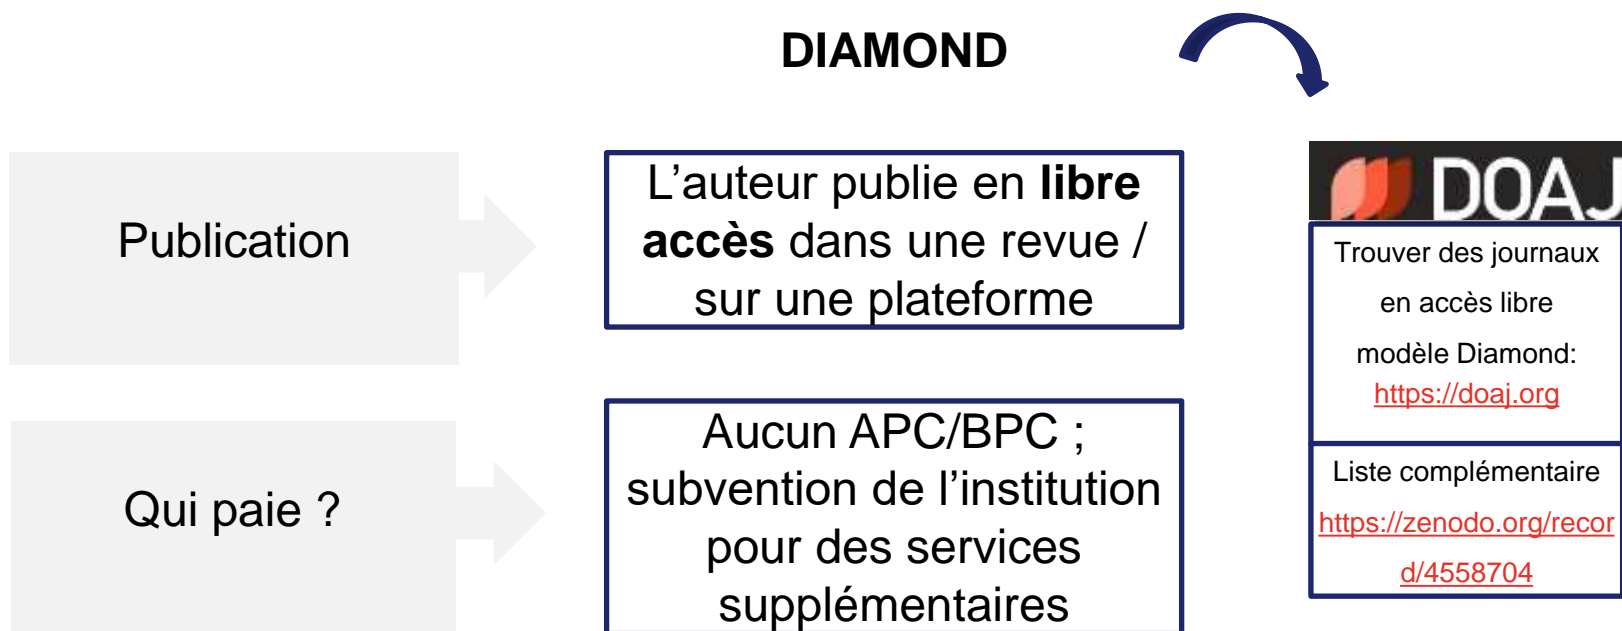 DIAMOND
Publication
L’auteur publie en libre
accès dans une revue /
sur une plateforme
Qui paie ?
Aucun APC/BPC ;
subvention de l’institution
pour des services
supplémentaires
DOAJ
Trouver des journaux
en accès libre
modèle Diamond:
https://doaj.org
Liste complémentaire
https://zenodo.org/recor
d/4558704